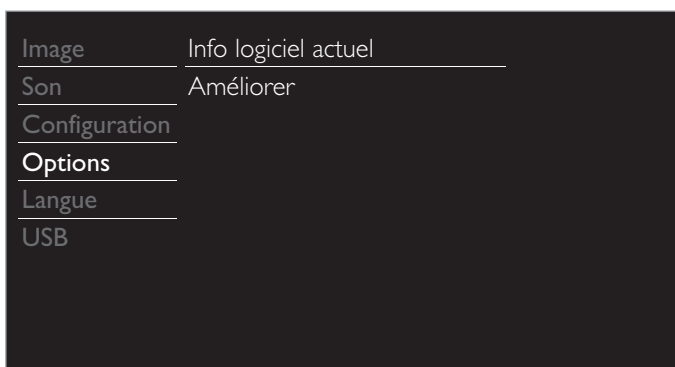 Image
Son
Configuration
Options
Langue
USB
Info logiciel actuel
Améliorer